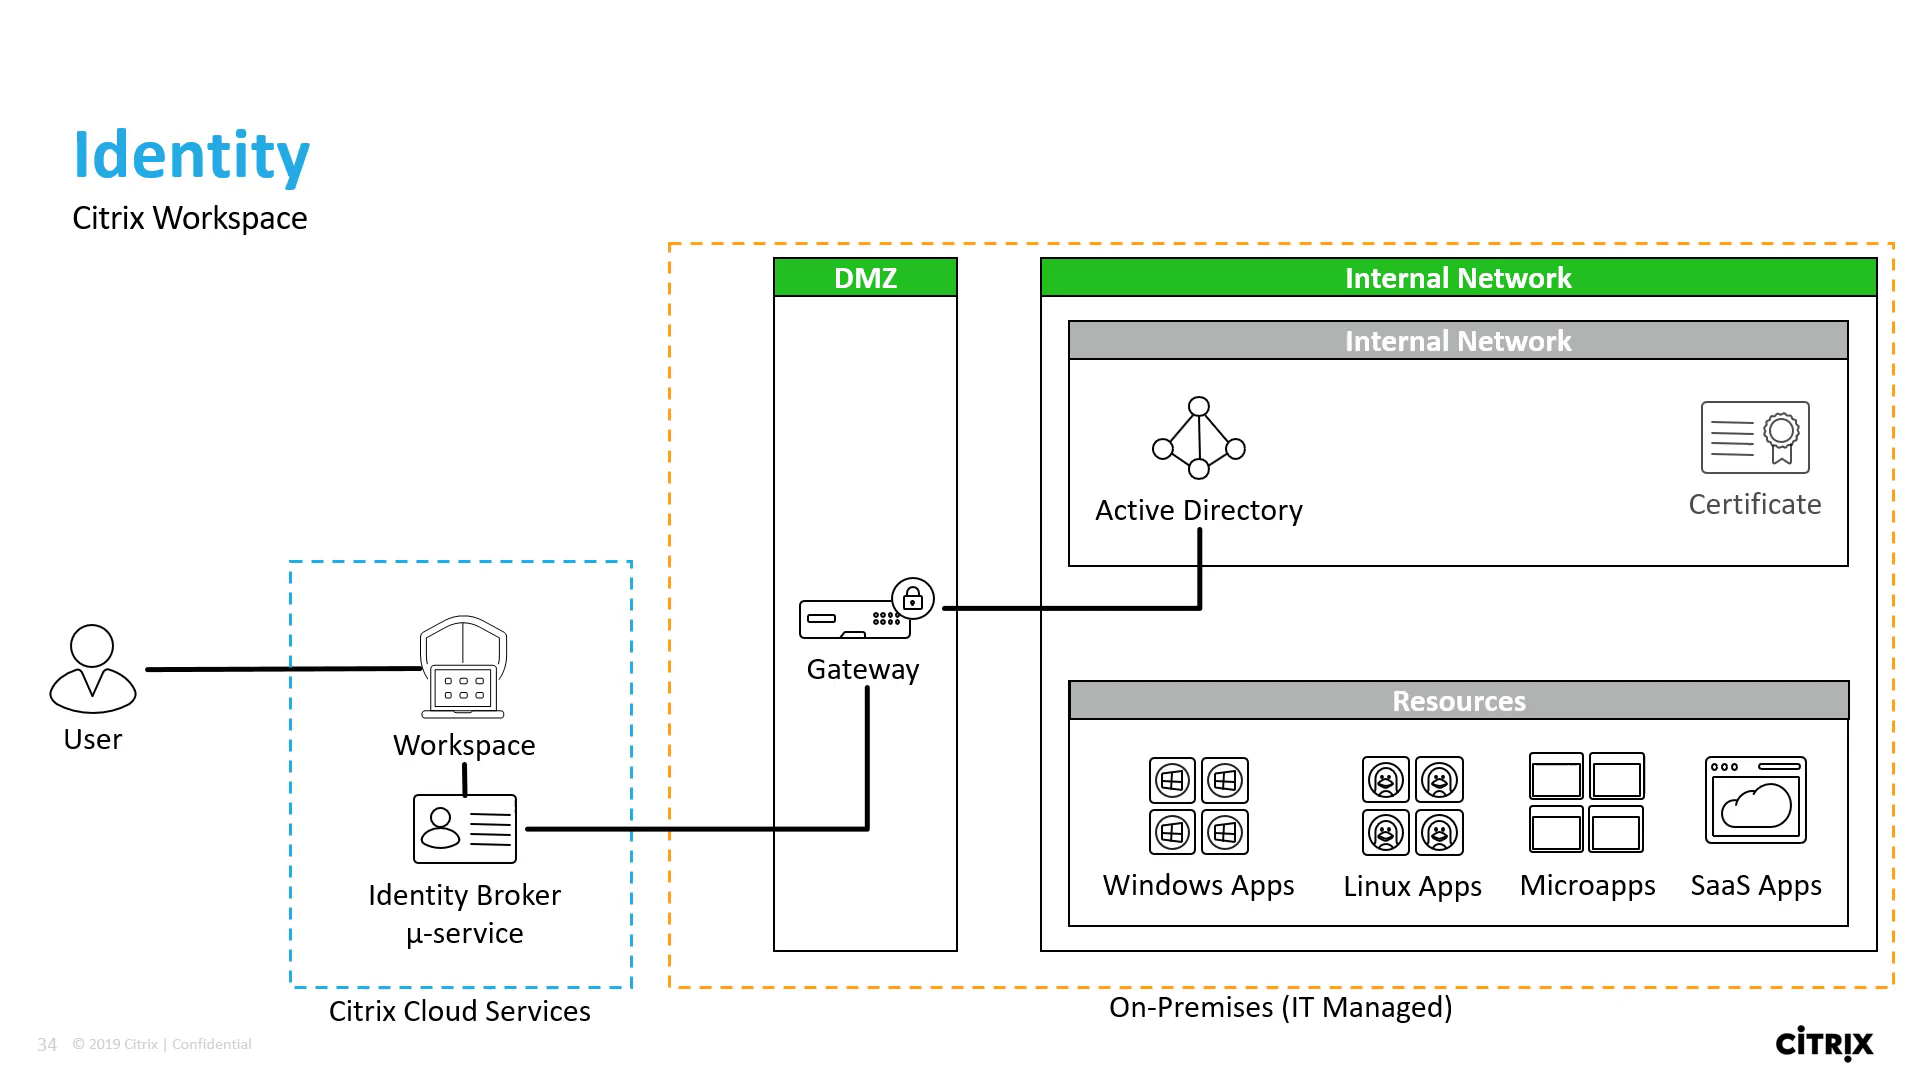 Identity
Citrix Workspace
DMZ
Internal Network
Internal Network
Active Directory
Certificate
Gateway
User
Workspace
Identity Broker
µ-service
Resources
Windows Apps
Linux Apps
Microapps
SaaS Apps
Citrix Cloud Services
On-Premises (IT Managed)
34 © 2019 Citrix | Confidential
CITRIX